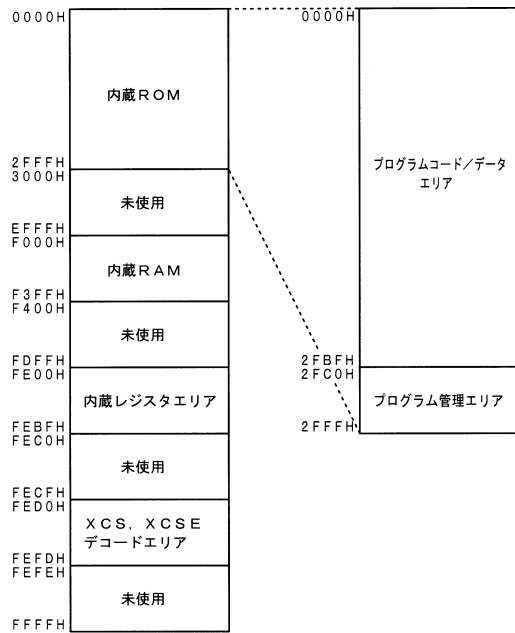 0000H
内蔵ROM
2FFFH
3000H
未使用
EFFFH
F000H
内蔵RAM
F3FFH
F400H
未使用
FDFFH
FE00H
内蔵レジスタエリア
FEBFH
FEC0H
未使用
FECFH
FED0H
XCS, XCSE
デコードエリア
FEFDH
FEFEH
未使用
FFFFH
0000H
プログラムコード／データ
エリア
2FBFH
2FC0H
プログラム管理エリア
2FFFH